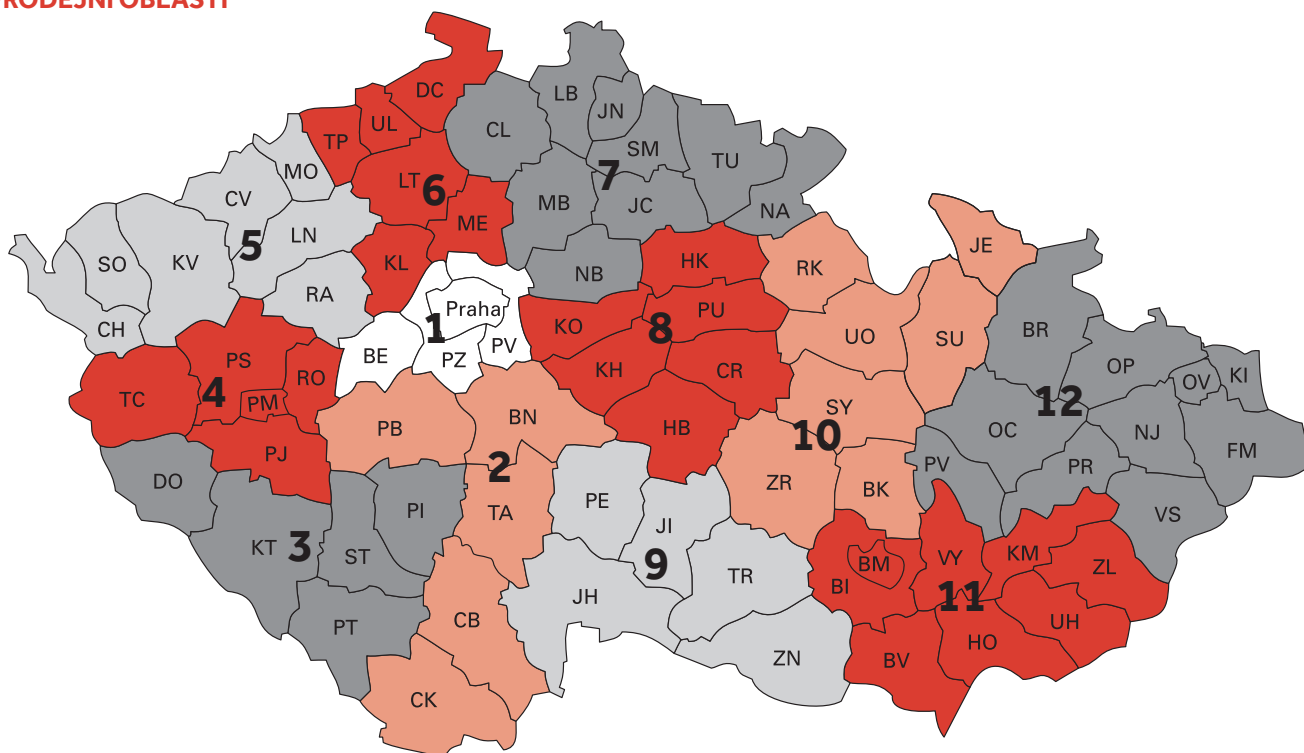 RODEJNÍ OBLASTI
DC
LB
JN
UL
CL
TP
SM
TU
MO
7
LT
6
CV
MB
JC
NA
ME
LN
5
JE
SO
KV
KL
HK
RK
NB
RA
Praha
PU
KO
8
BR
CH
1
UO
SU
BE
PZ
PV
PS
OP
KI
RO
KH
CR
OV
4
TC
PM
12
SY
BN
PB
HB
10
OC
NJ
FM
PJ
PV
PR
2
DO
ZR
BK
PE
PI
TA
JI
VS
KT
3
ST
9
BM
VY
KM
ZL
TR
BI
JH
11
CB
PT
UH
HO
ZN
BV
CK